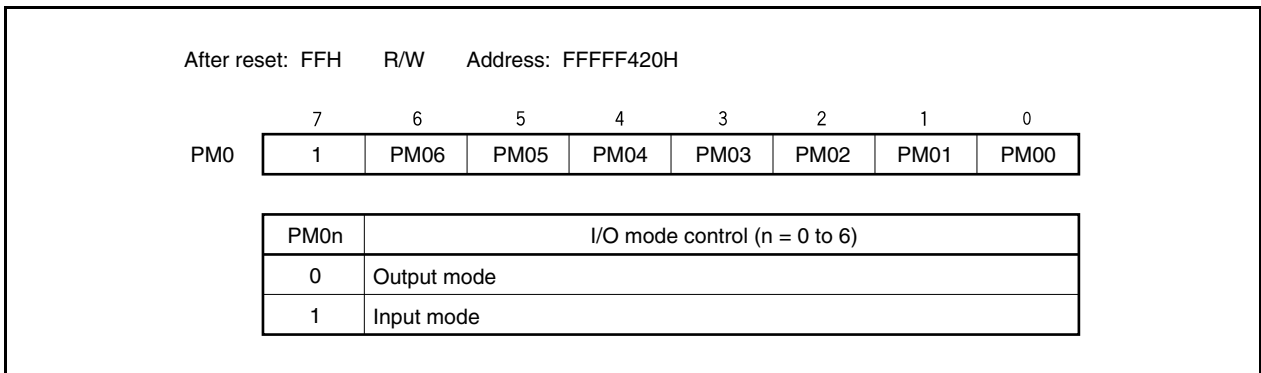 After reset: FFH R/W Address: FFFFF420H
7 6 5 4 3 2 1 0
PM0 1 PM06 PM05 PM04 PM03 PM02 PM01 PM00
PM0n I/O mode control (n = 0 to 6)
0 Output mode
1 Input mode